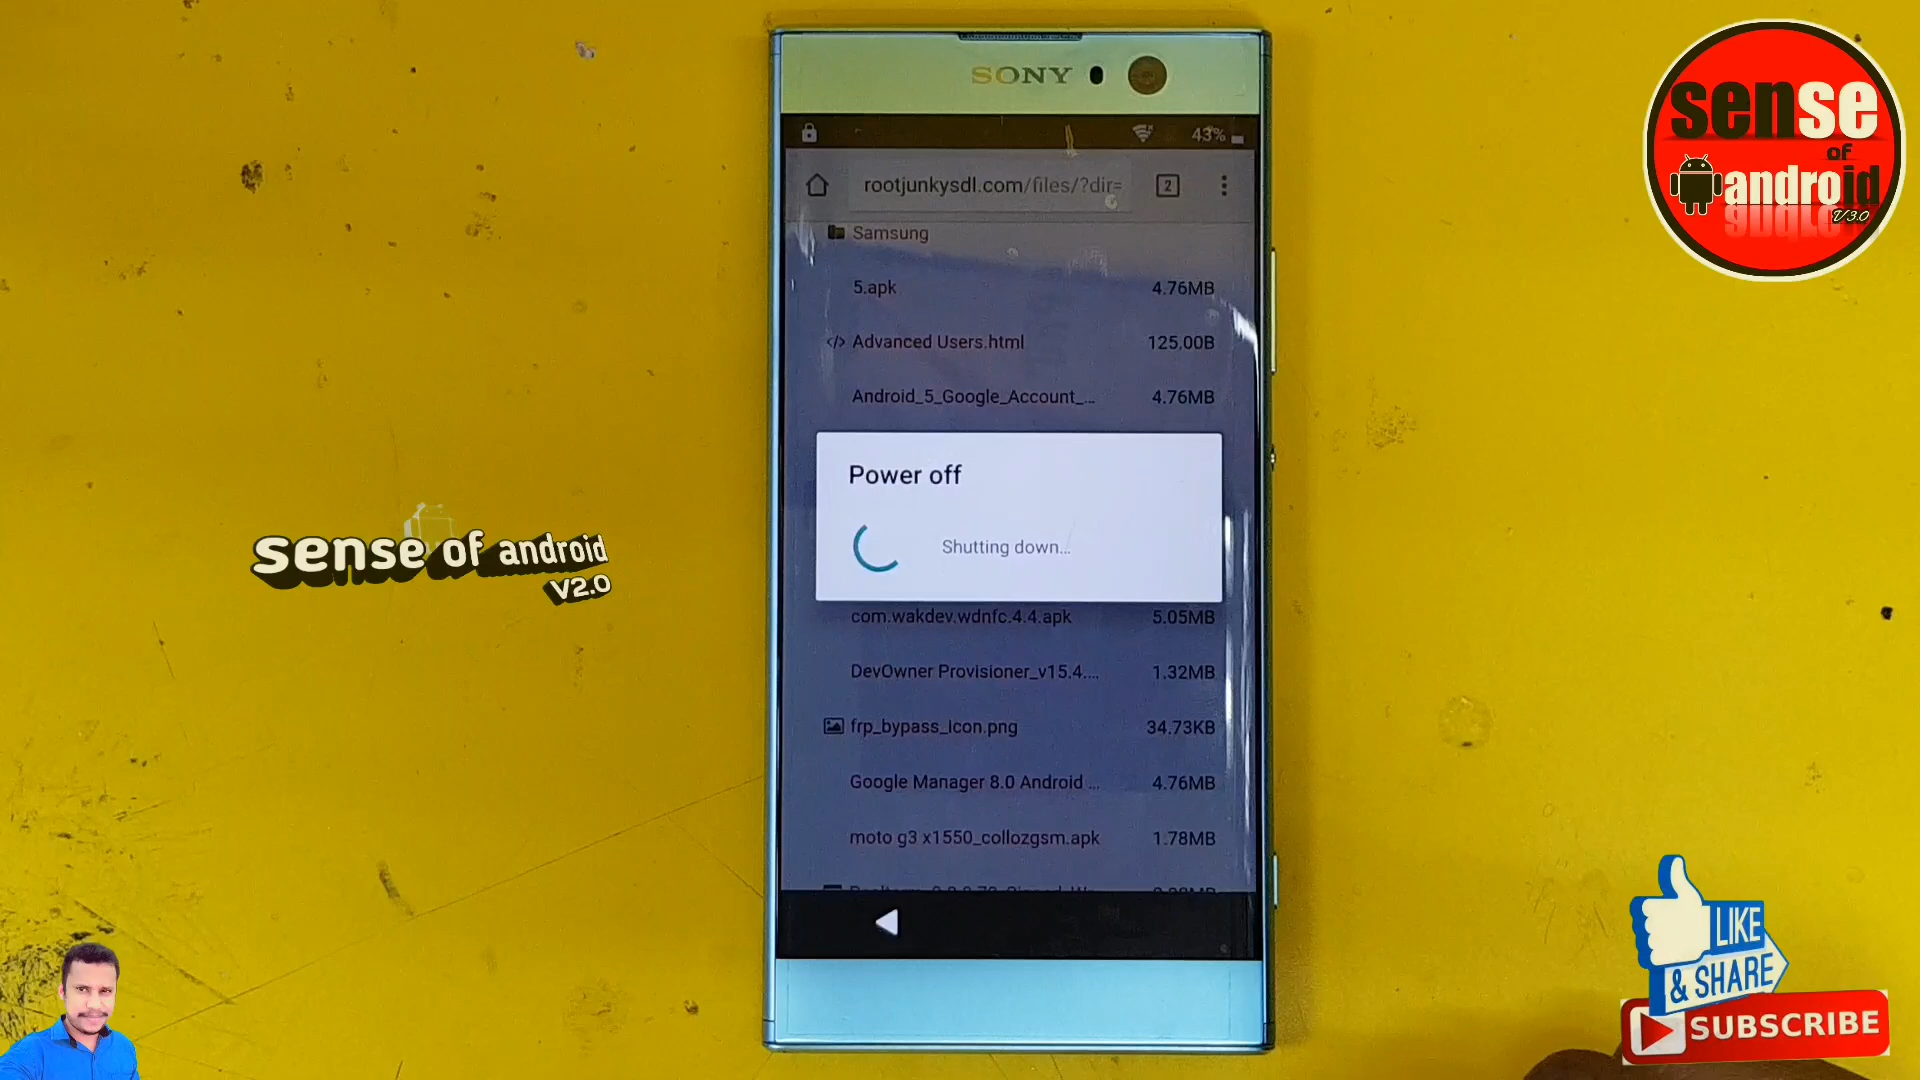 SONY
43%
rootjunkysdl.com/files/?dir=
2
Samsung
5.apk 4.76MB
</> Advanced Users.html 125.00B
Android_5_Google_Account_... 4.76MB
Power off
Shutting down...
com.wakdev.wdnfc.4.4.apk 5.05MB
DevOwner Provisioner_v15.4.... 1.32MB
frp_bypass_icon.png 34.73KB
Google Manager 8.0 Android ... 4.76MB
moto g3 x1550_collozgsm.apk 1.78MB
sense of android
V2.0
sense
of
android
V3.0
LIKE
& SHARE
SUBSCRIBE